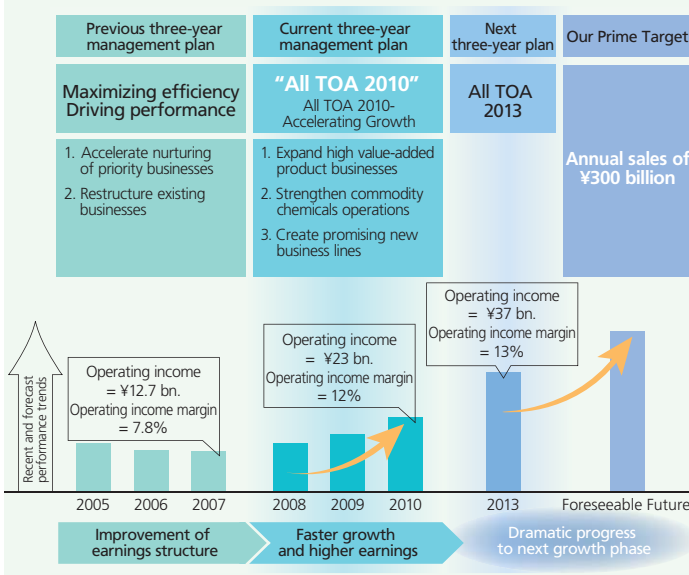 Previous three-year
management plan
Current three-year
management plan
Next
three-year plan
Our Prime Target
Maximizing efficiency
Driving performance
"All TOA 2010"
All TOA 2010-
Accelerating Growth
All TOA
2013
1. Accelerate nurturing
of priority businesses
2. Restructure existing
businesses
1. Expand high value-added
product businesses
2. Strengthen commodity
chemicals operations
3. Create promising new
business lines
Annual sales of
¥300 billion
Recent and forecast
performance trends
Operating income
= ¥12.7 bn.
Operating income margin
= 7.8%
Operating income
= ¥23 bn.
Operating income margin
= 12%
Operating income
= ¥37 bn.
Operating income margin
= 13%
2005
2006
2007
2008
2009
2010
2013
Foreseeable Future
Improvement of
earnings structure
Faster growth
and higher earnings
Dramatic progress
to next growth phase